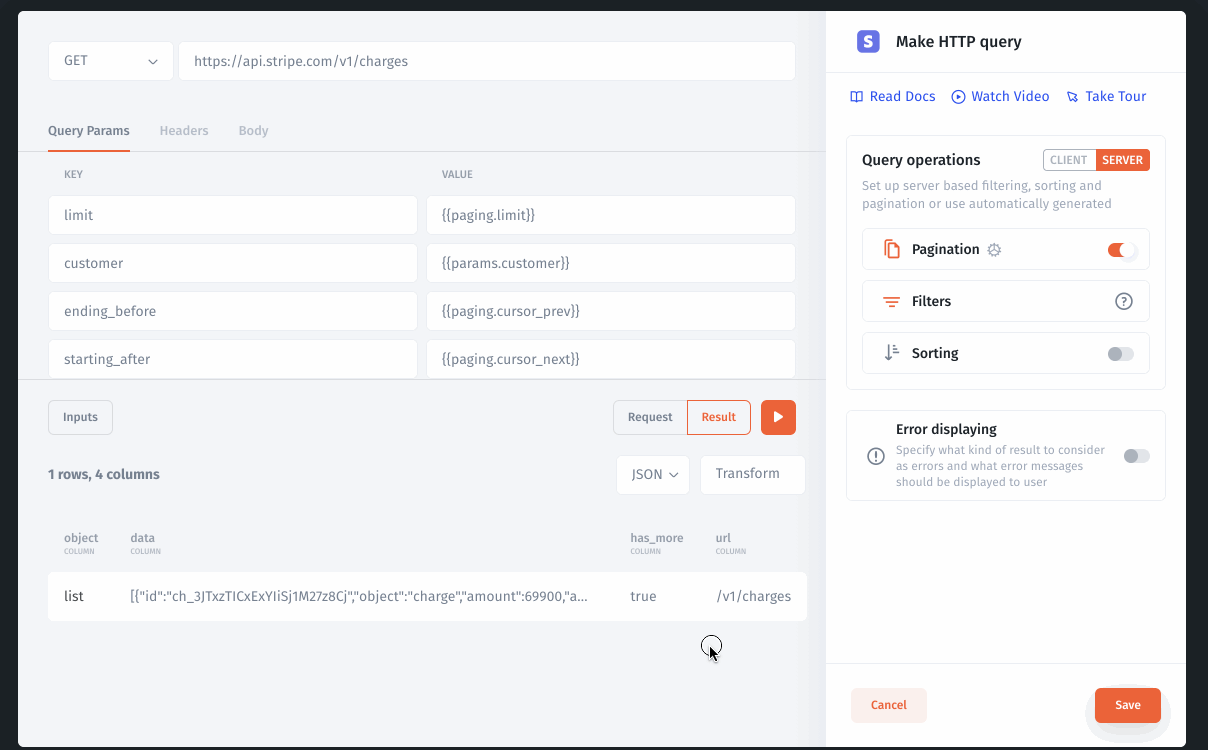 GET
https://api.stripe.com/v1/charges
Query Params
Headers
Body
KEY
VALUE
limit
{{paging.limit}}
customer
{{params.customer}}
ending_before
{{paging.cursor_prev}}
starting_after
{{paging.cursor_next}}
Inputs
Request
Result
1 rows, 4 columns
JSON
Transform
object
data
has_more
url
COLUMN
COLUMN
COLUMN
COLUMN
list
[{"id":"ch_3JTxzTICxExYIiSj1M27z8Cj","object":"charge","amount":69900,"a...
true
/v1/charges
S
Make HTTP query
Read Docs
Watch Video
Take Tour
Query operations
CLIENT
SERVER
Set up server based filtering, sorting and
pagination or use automatically generated
Pagination
Filters
?
Sorting
Error displaying
Specify what kind of result to consider
as errors and what error messages
should be displayed to user
Cancel
Save